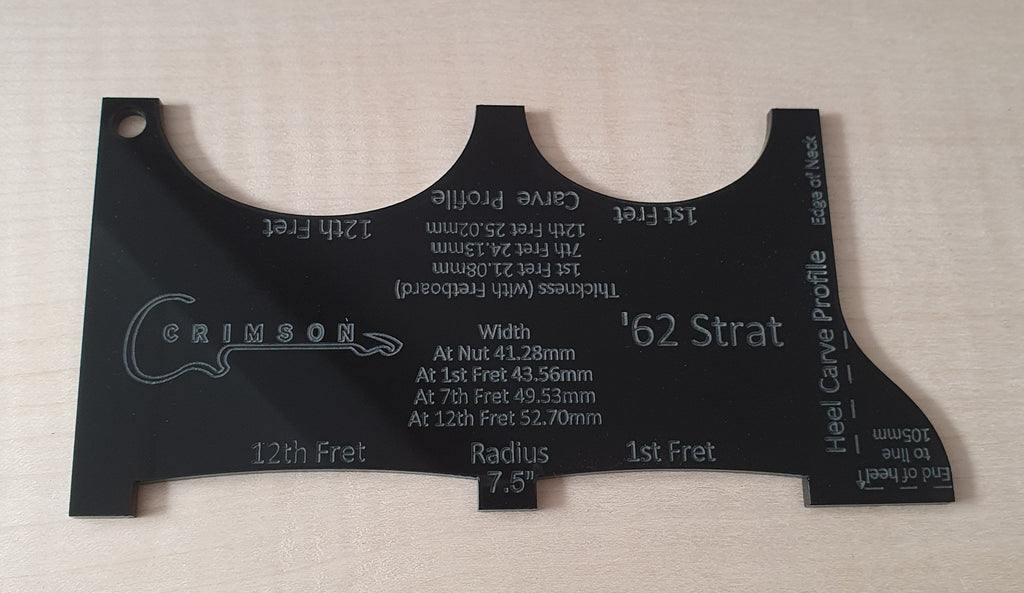 CRIMSON
'62 Strat
Width
At Nut 41.28mm
At 1st Fret 43.56mm
At 7th Fret 49.53mm
At 12th Fret 52.70mm
12th Fret
Radius
7.5"
1st Fret
Thickness (with Fretboard)
1st Fret 21.08mm
7th Fret 24.13mm
12th Fret 25.02mm
Carve Profile
1st Fret
12th Fret
Heel Carve Profile
Edge of Neck
End of heel
to line
105mm